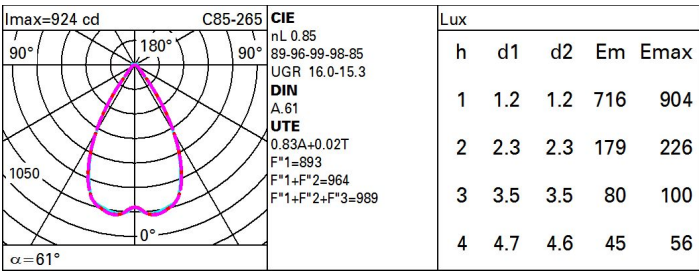 Imax=924 cd C85-265
90° 180° 90°
1050
0°
α=61°
CIE
nL 0.85
89-96-99-98-85
UGR 16.0-15.3
DIN
A.61
UTE
0.83A+0.02T
F"1=893
F"1+F"2=964
F"1+F"2+F"3=989
Lux
h d1 d2 Em Emax
1 1.2 1.2 716 904
2 2.3 2.3 179 226
3 3.5 3.5 80 100
4 4.7 4.6 45 56